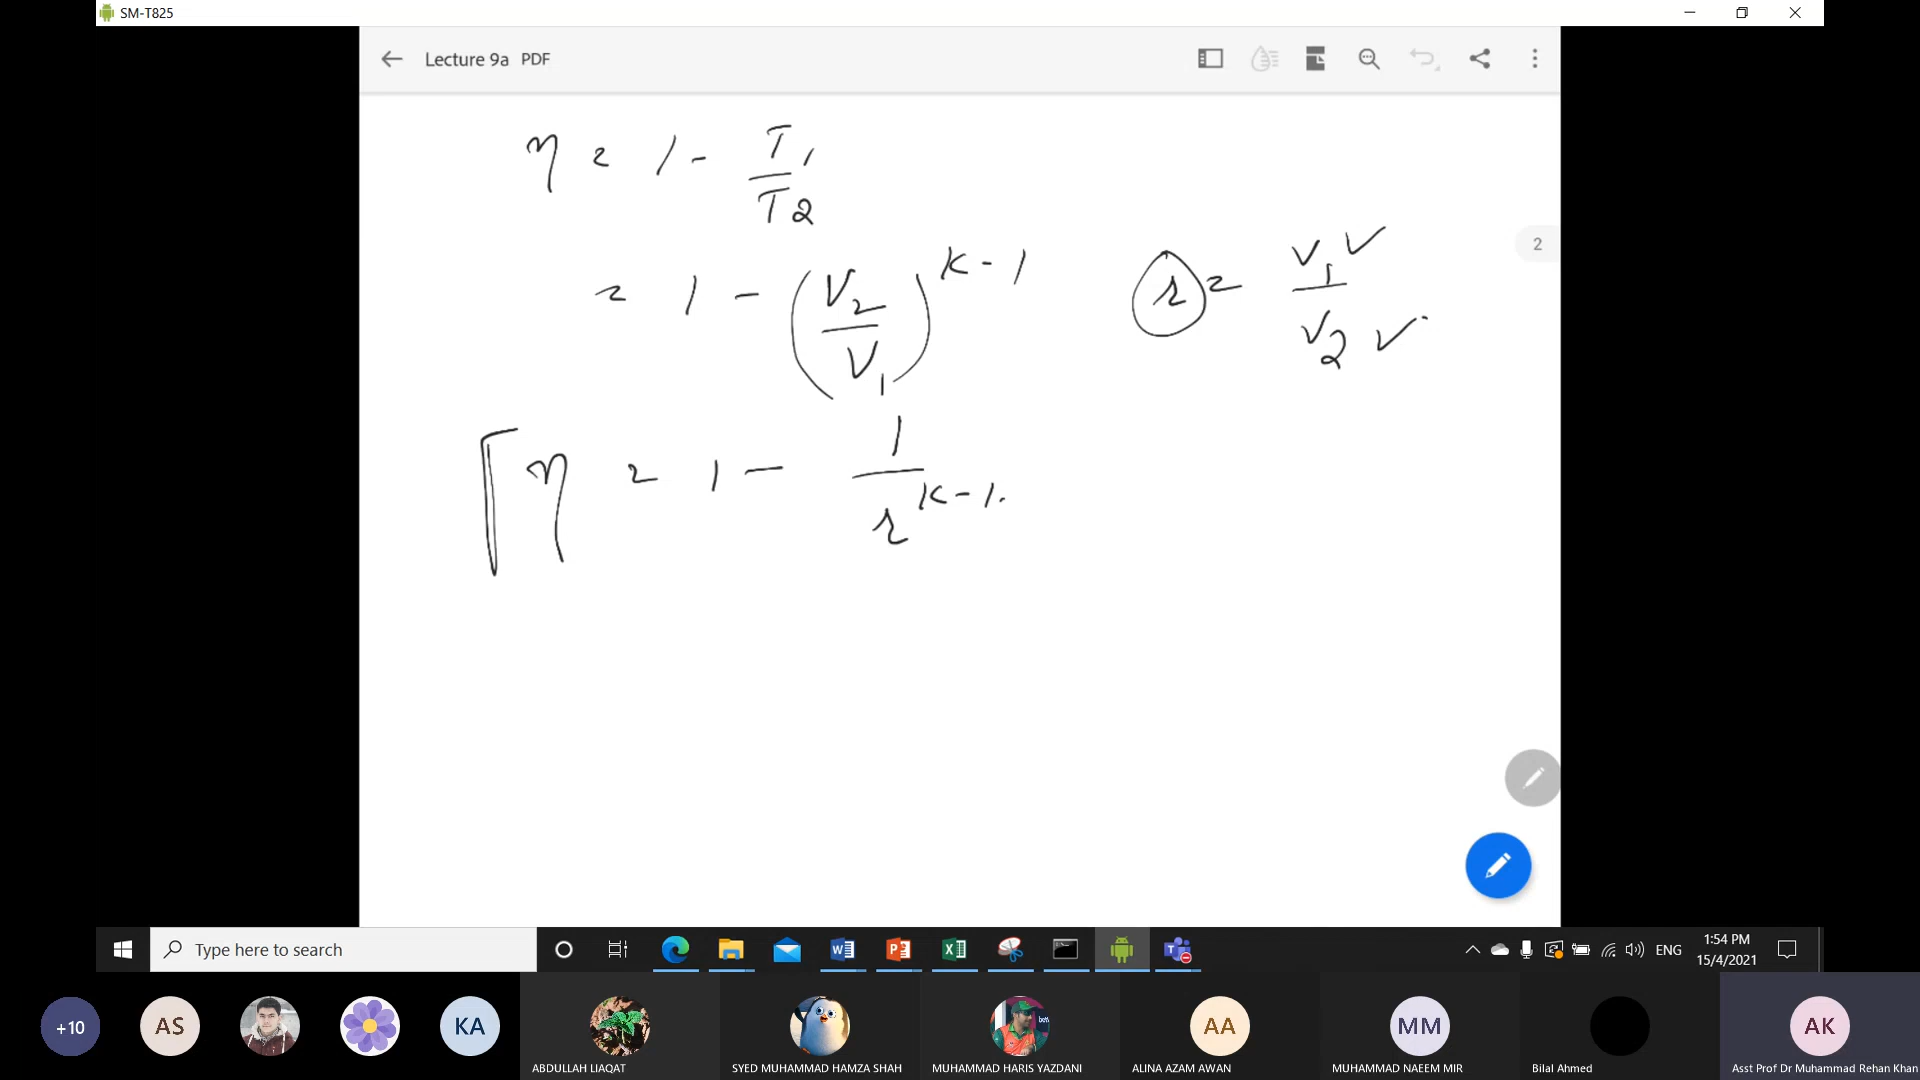 SM-T825
Lecture 9a PDF
η = 1 - T1/T2
= 1 - (V2/V1)^K-1
r = V1 ✓/V2 ✓
2
η = 1 - 1/r^K-1.
Type here to search
ENG
1:54 PM
15/4/2021
+10
AS
KA
AA
MM
AK
ABDULLAH LIAQAT
SYED MUHAMMAD HAMZA SHAH
MUHAMMAD HARIS YAZDANI
ALINA AZAM AWAN
MUHAMMAD NAEEM MIR
Bilal Ahmed
Asst Prof Dr Muhammad Rehan Khan